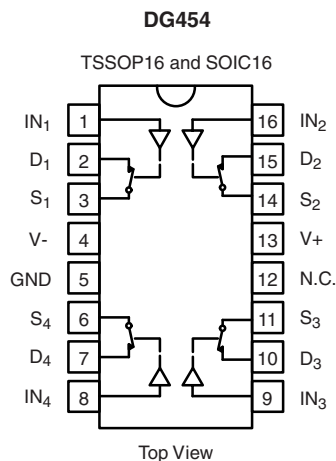 DG454
TSSOP16 and SOIC16
IN1 1 16 IN2
D1 2 15 D2
S1 3 14 S2
V- 4 13 V+
GND 5 12 N.C.
S4 6 11 S3
D4 7 10 D3
IN4 8 9 IN3
Top View